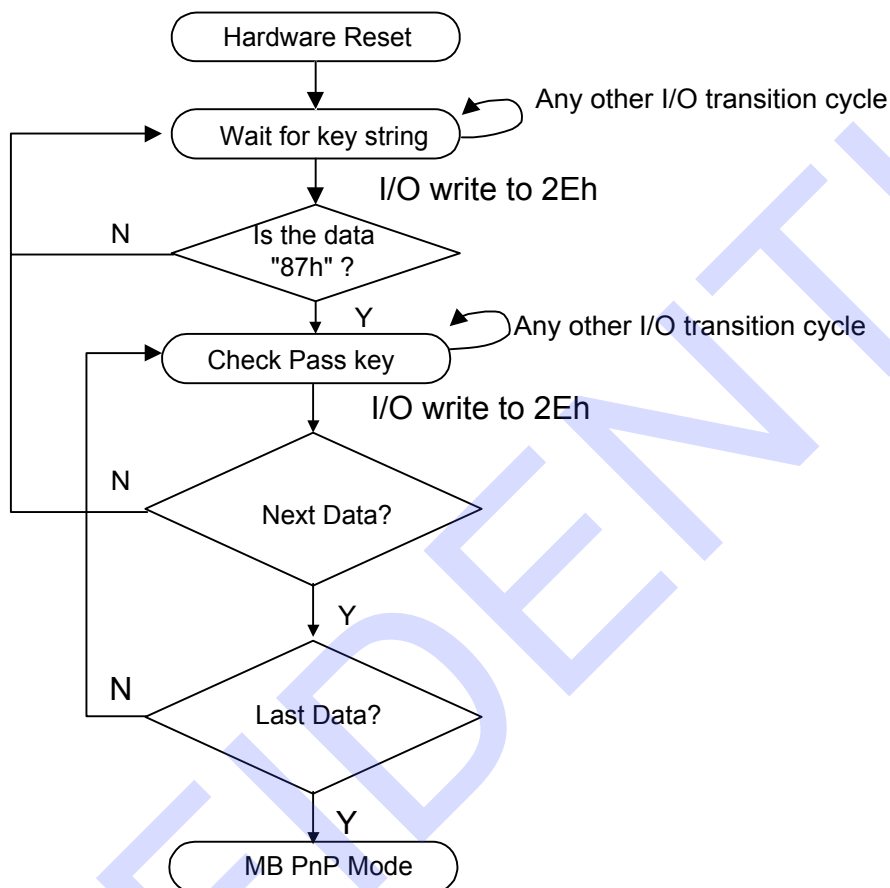 Hardware Reset
Any other I/O transition cycle
Wait for key string
I/O write to 2Eh
N
Is the data
"87h" ?
Y
Any other I/O transition cycle
Check Pass key
I/O write to 2Eh
N
Next Data?
Y
N
Last Data?
Y
MB PnP Mode
FIDENTI